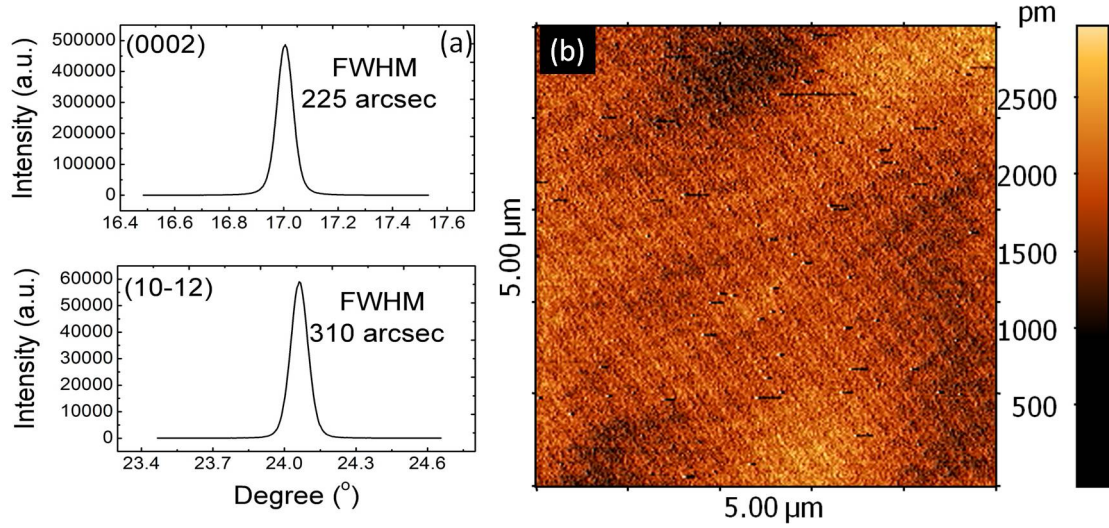 (0002)
(a)
FWHM
225 arcsec
Intensity (a.u.)
500000
400000
300000
200000
100000
0
16.4 16.6 16.8 17.0 17.2 17.4 17.6
(10-12)
FWHM
310 arcsec
Intensity (a.u.)
60000
50000
40000
30000
20000
10000
0
23.4 23.7 24.0 24.3 24.6
Degree (°)
(b)
5.00 µm
5.00 µm
pm
2500
2000
1500
1000
500